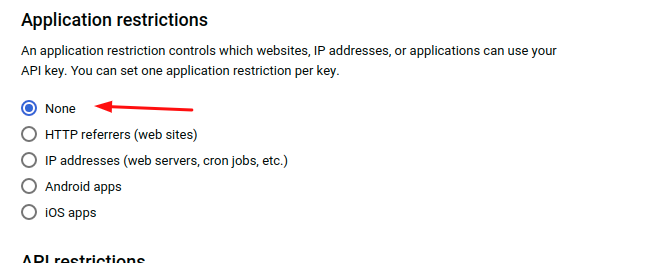 Application restrictions
An application restriction controls which websites, IP addresses, or applications can use your
API key. You can set one application restriction per key.
None
HTTP referrers (web sites)
IP addresses (web servers, cron jobs, etc.)
Android apps
iOS apps
API restrictions